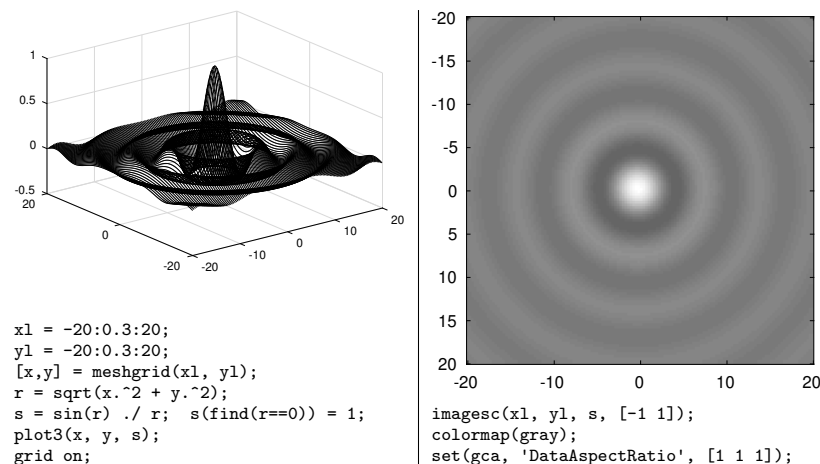 1
0.5
0
-0.5
20
0
-20
-20
-10
0
10
20
xl = -20:0.3:20;
yl = -20:0.3:20;
[x,y] = meshgrid(xl, yl);
r = sqrt(x.^2 + y.^2);
s = sin(r) ./ r;  s(find(r==0)) = 1;
plot3(x, y, s);
grid on;
-20
-15
-10
-5
0
5
10
15
20
-20 -10 0 10 20
imagesc(xl, yl, s, [-1 1]);
colormap(gray);
set(gca, 'DataAspectRatio', [1 1 1]);